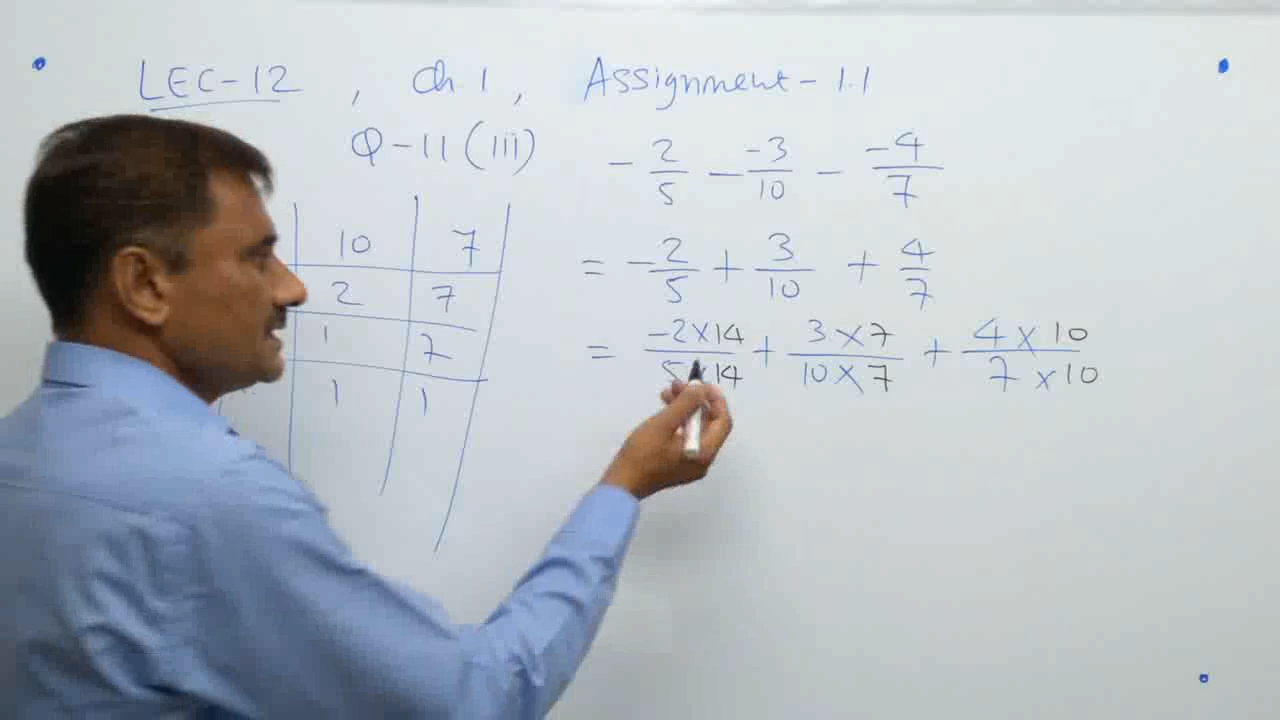 LEC-12 , Ch 1 , Assignment - 1.1
Q-11 (iii)
- 2/5 - -3/10 - -4/7
= - 2/5 + 3/10 + 4/7
= -2×14/5×14 + 3×7/10×7 + 4×10/7×10
10 7
2 7
1 7
1 1